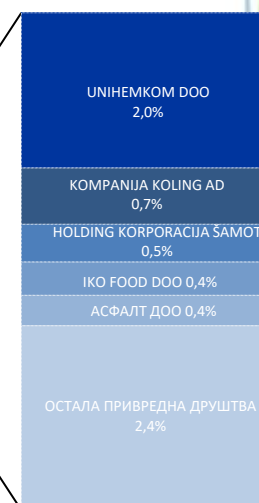 UNIHEMKOM DOO
2,0%
KOMPANIJA KOLING AD
0,7%
HOLDING KORPORACIJA ŠAMOT
0,5%
IKO FOOD DOO 0,4%
АСФАЛТ ДОО 0,4%
ОСТАЛА ПРИВРЕДНА ДРУШТВА
2,4%